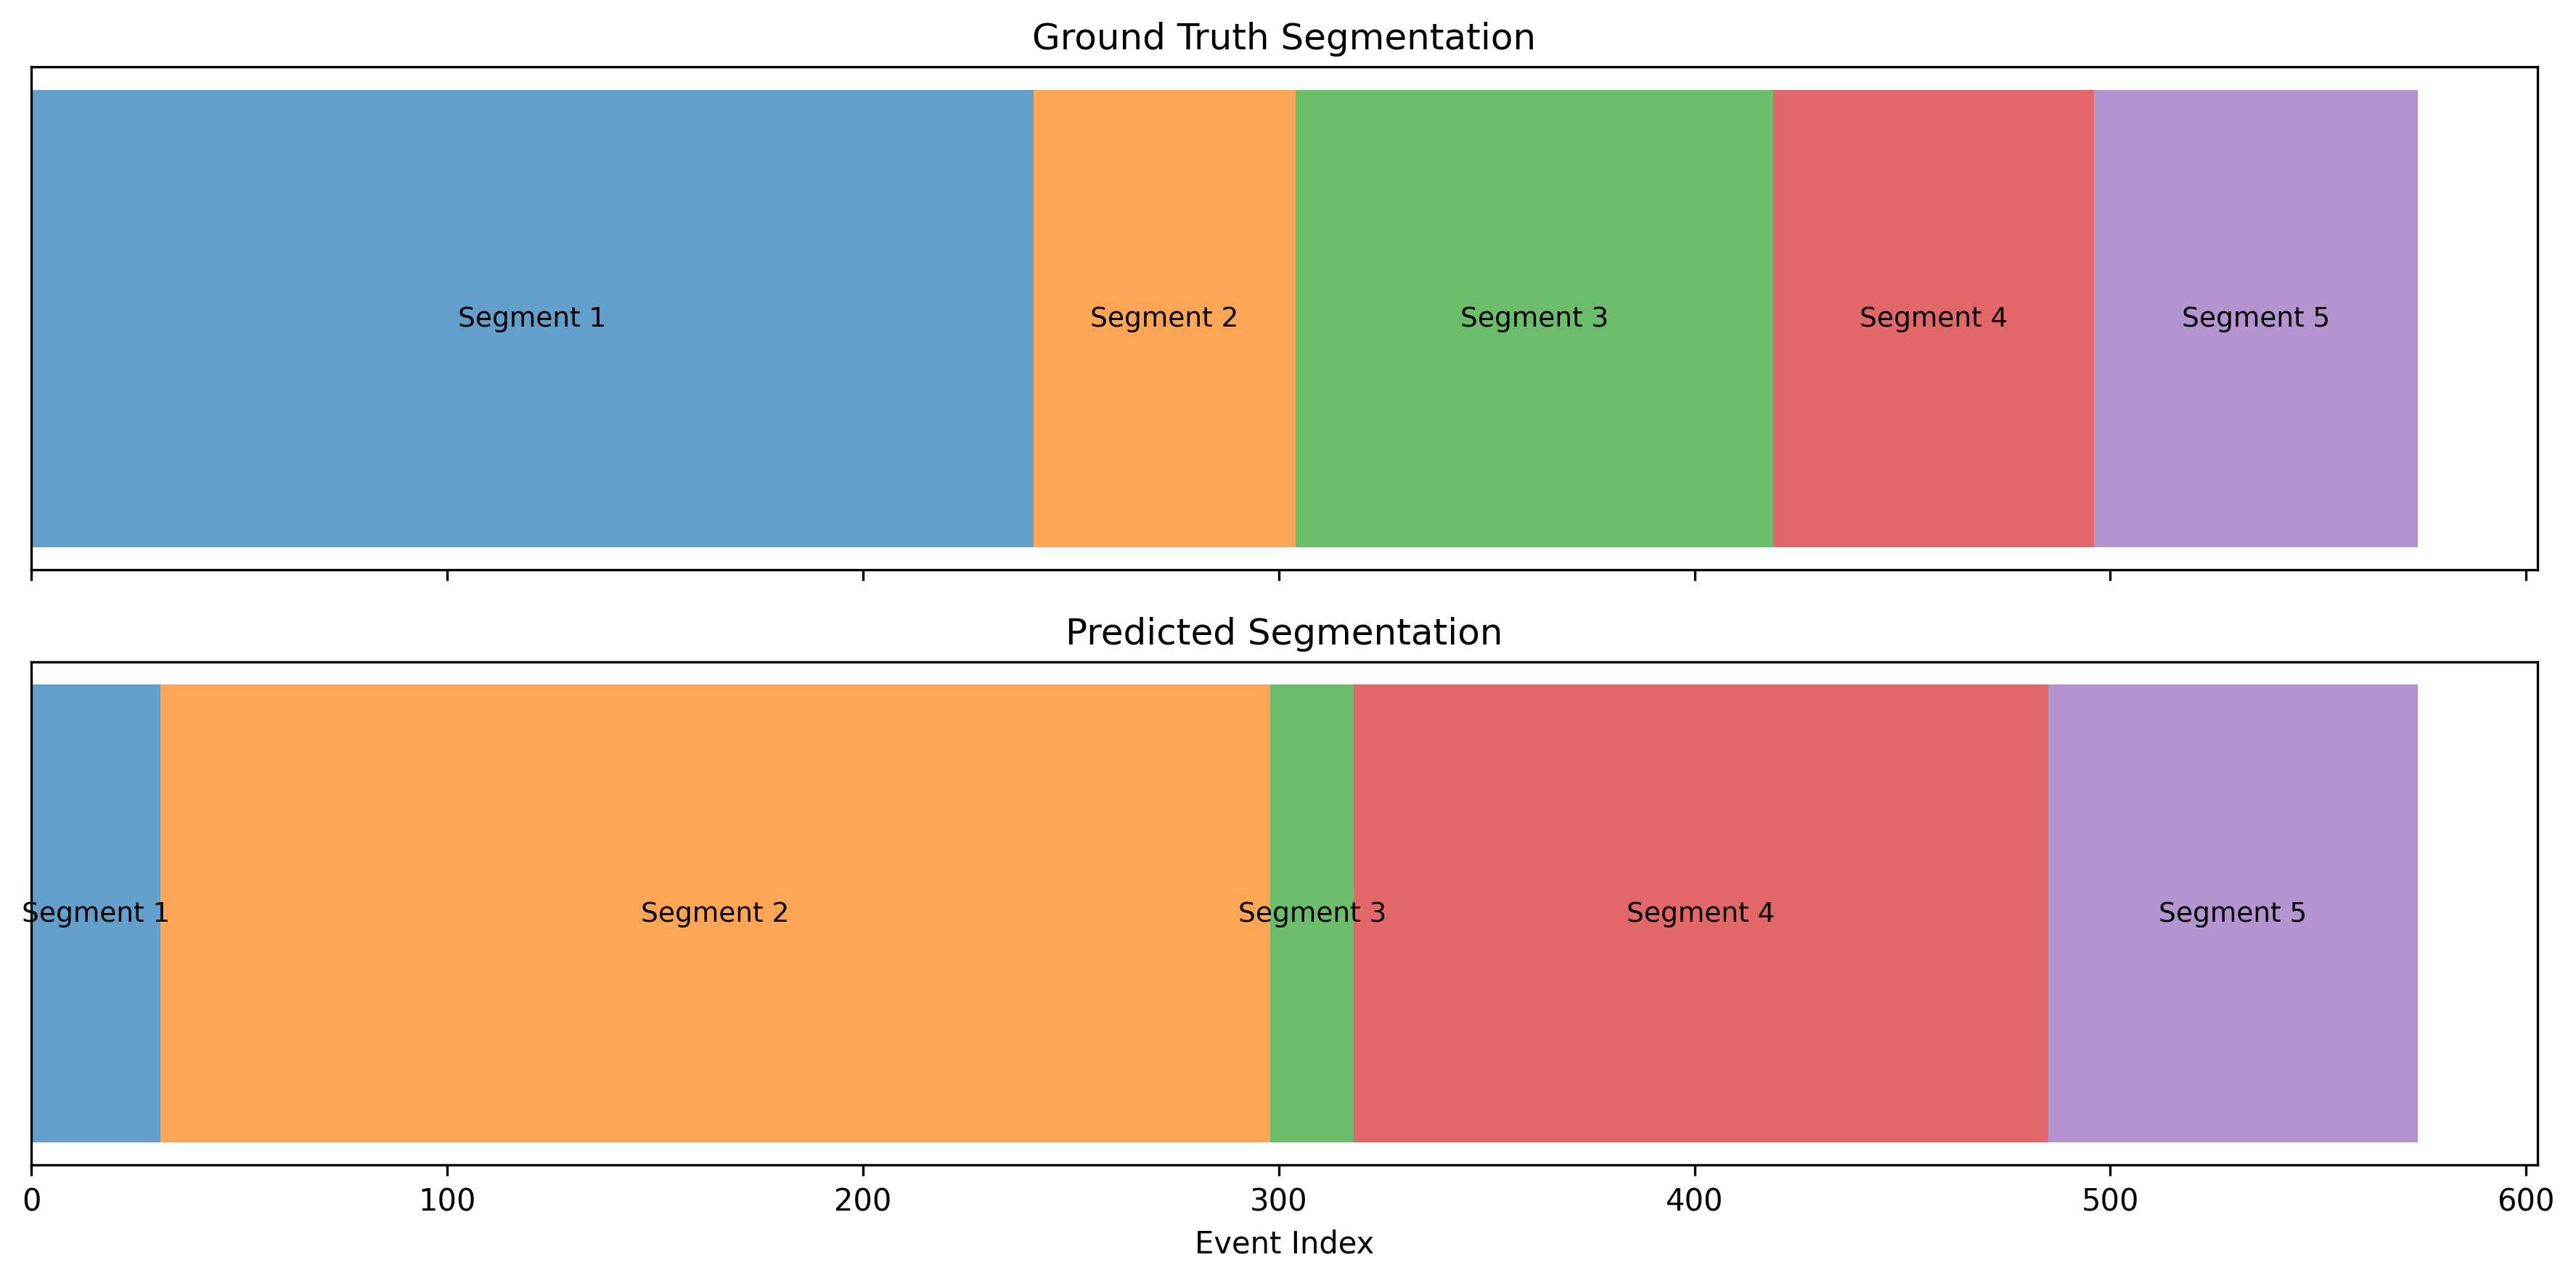 Ground Truth Segmentation
Segment 1 Segment 2 Segment 3 Segment 4 Segment 5
Predicted Segmentation
Segment 1 Segment 2 Segment 3 Segment 4 Segment 5
0 100 200 300 400 500 600
Event Index